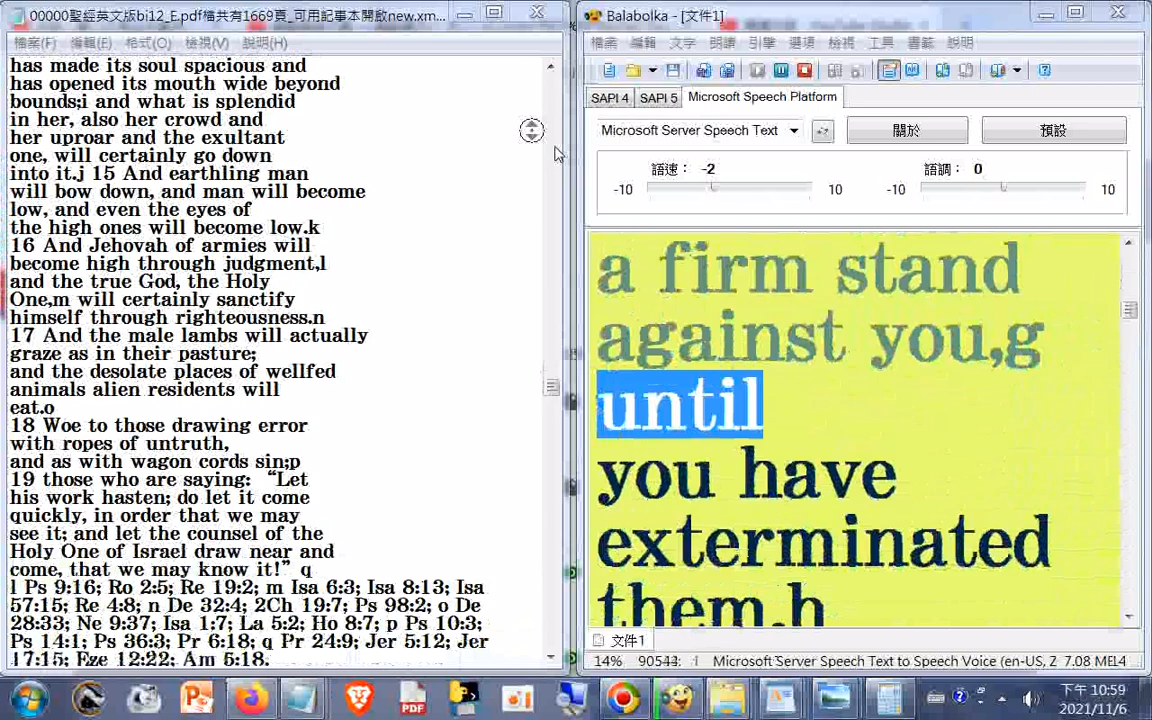 00000聖經英文版bi12_E.pdf檔共有1669頁_可用記事本開啟new.xm...
檔案(F) 編輯(E) 格式(O) 檢視(V) 說明(H)
has made its soul spacious and
has opened its mouth wide beyond
bounds;i and what is splendid
in her, also her crowd and
her uproar and the exultant
one, will certainly go down
into it.j 15 And earthling man
will bow down, and man will become
low, and even the eyes of
the high ones will become low.k
16 And Jehovah of armies will
become high through judgment,l
and the true God, the Holy
One,m will certainly sanctify
himself through righteousness.n
17 And the male lambs will actually
graze as in their pasture;
and the desolate places of wellfed
animals alien residents will
eat.o
18 Woe to those drawing error
with ropes of untruth,
and as with wagon cords sin;p
19 those who are saying: “Let
his work hasten; do let it come
quickly, in order that we may
see it; and let the counsel of the
Holy One of Israel draw near and
come, that we may know it!” q
l Ps 9:16; Ro 2:5; Re 19:2; m Isa 6:3; Isa 8:13; Isa
57:15; Re 4:8; n De 32:4; 2Ch 19:7; Ps 98:2; o De
28:33; Ne 9:37; Isa 1:7; La 5:2; Ho 8:7; p Ps 10:3;
Ps 14:1; Ps 36:3; Pr 6:18; q Pr 24:9; Jer 5:12; Jer
17:15; Eze 12:22; Am 5:18.
Balabolka - [文件1]
檔案 編輯 文字 朗讀 引擎 選項 檢視 工具 書籤 說明
SAPI 4 SAPI 5 Microsoft Speech Platform
Microsoft Server Speech Text 關於 預設
語速： -2 語調： 0
-10 10 -10 10
a firm stand
against you,g
until
you have
exterminated
them.h
文件1
14% Microsoft Server Speech Text to Speech Voice (en-US, Z 7.08 ME
PDF
下午 10:59
2021/11/6